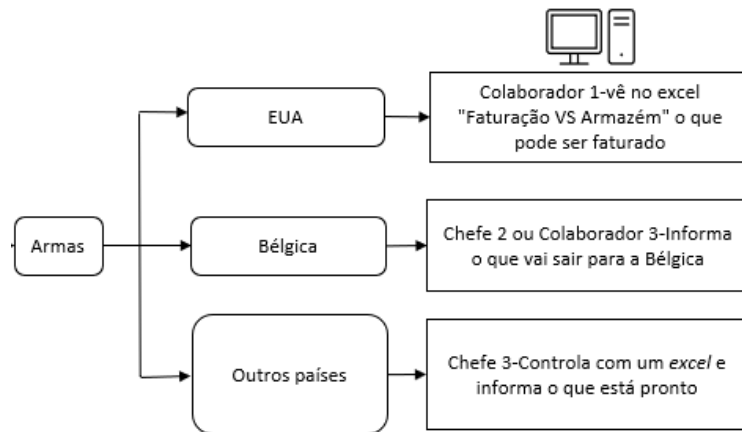 Colaborador 1-vê no excel
"Faturação VS Armazém" o que
pode ser faturado
EUA
Armas
Bélgica
Chefe 2 ou Colaborador 3-Informa
o que vai sair para a Bélgica
Outros países
Chefe 3-Controla com um excel e
informa o que está pronto